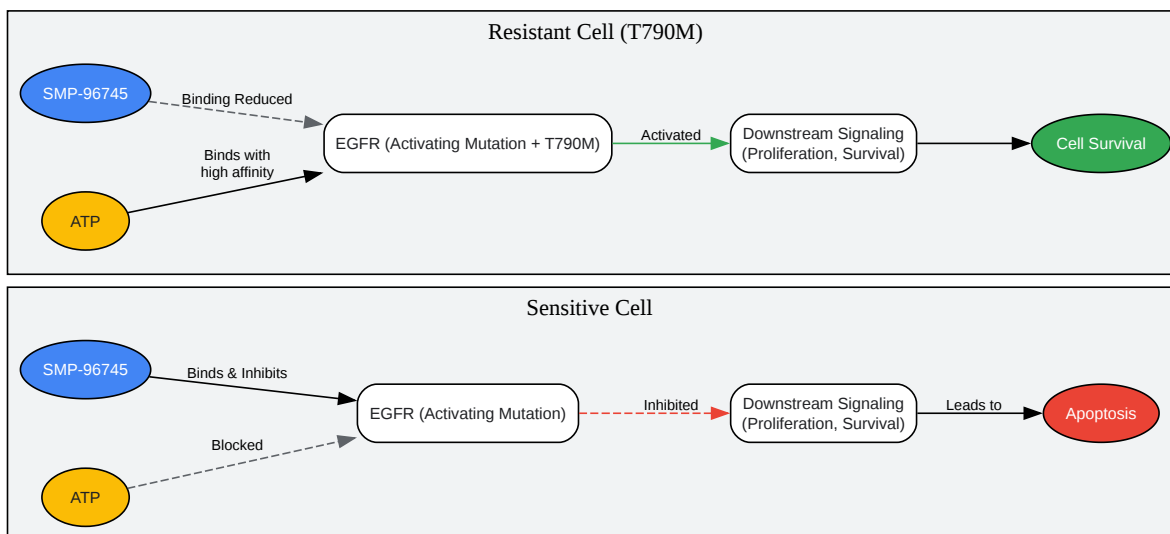 Resistant Cell (T790M)
SMP-96745
Binding Reduced
Binds with
high affinity
ATP
EGFR (Activating Mutation + T790M)
Activated
Downstream Signaling
(Proliferation, Survival)
Cell Survival
Sensitive Cell
SMP-96745
Binds & Inhibits
Blocked
ATP
EGFR (Activating Mutation)
Inhibited
Downstream Signaling
(Proliferation, Survival)
Leads to
Apoptosis